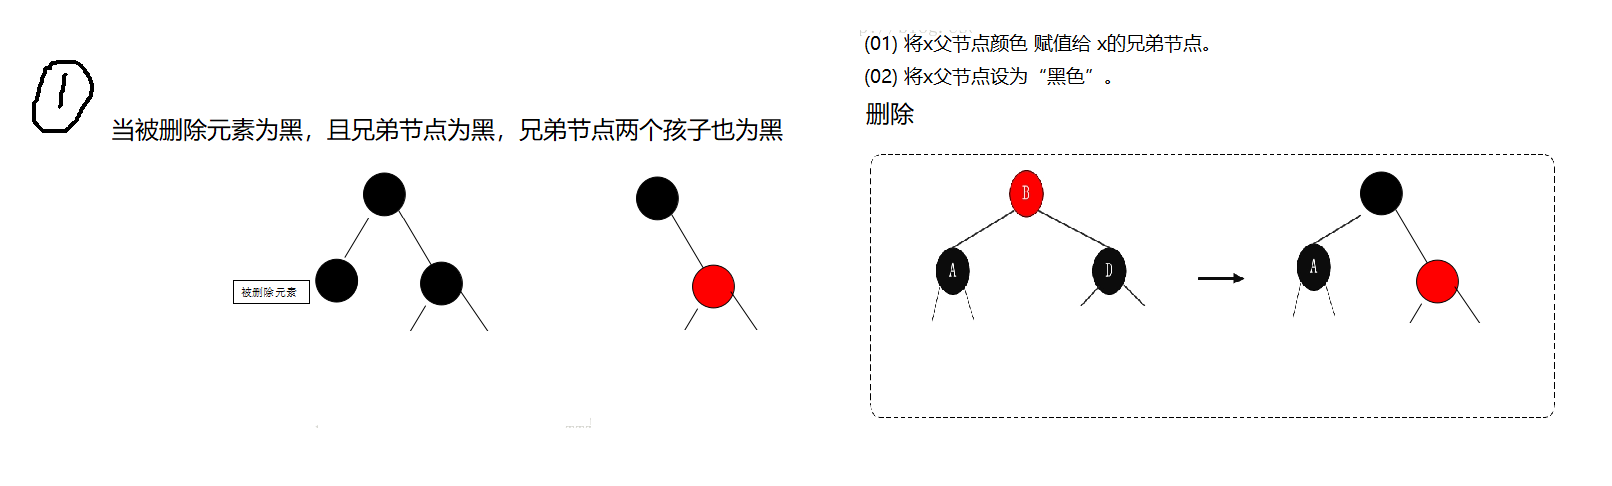 1
当被删除元素为黑，且兄弟节点为黑，兄弟节点两个孩子也为黑
被删除元素
(01) 将x父节点颜色 赋值给 x的兄弟节点。
(02) 将x父节点设为“黑色”。
删除
B
A
D
A